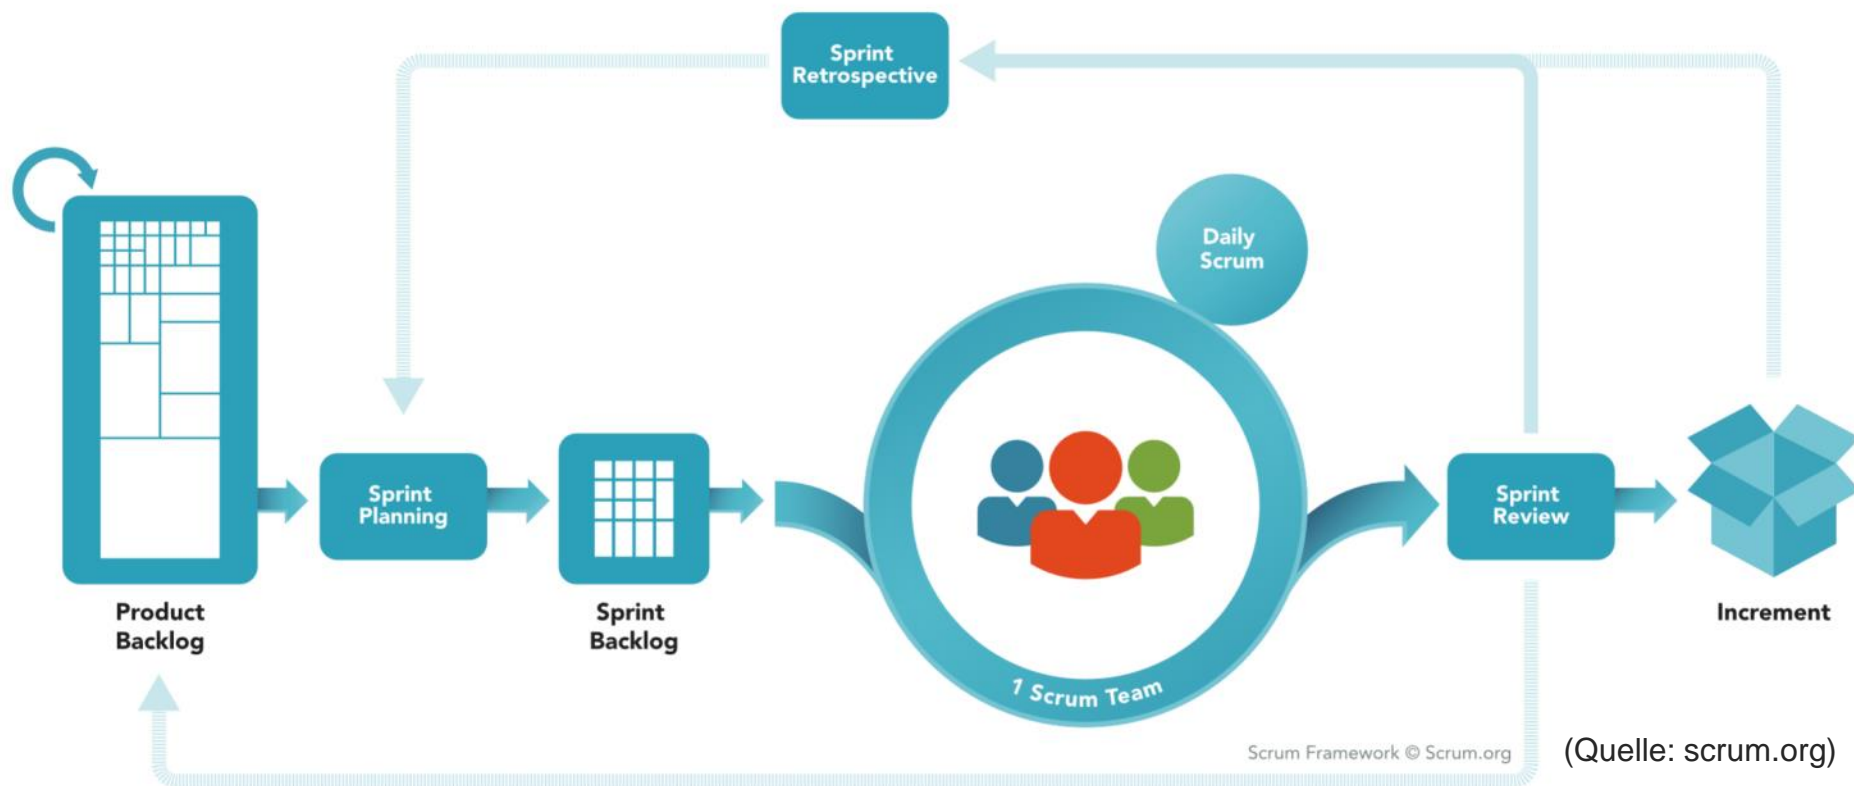 Sprint
Retrospective
Daily
Scrum
Sprint
Planning
Sprint
Review
Product
Backlog
Sprint
Backlog
Increment
1 Scrum Team
Scrum Framework © Scrum.org
(Quelle: scrum.org)